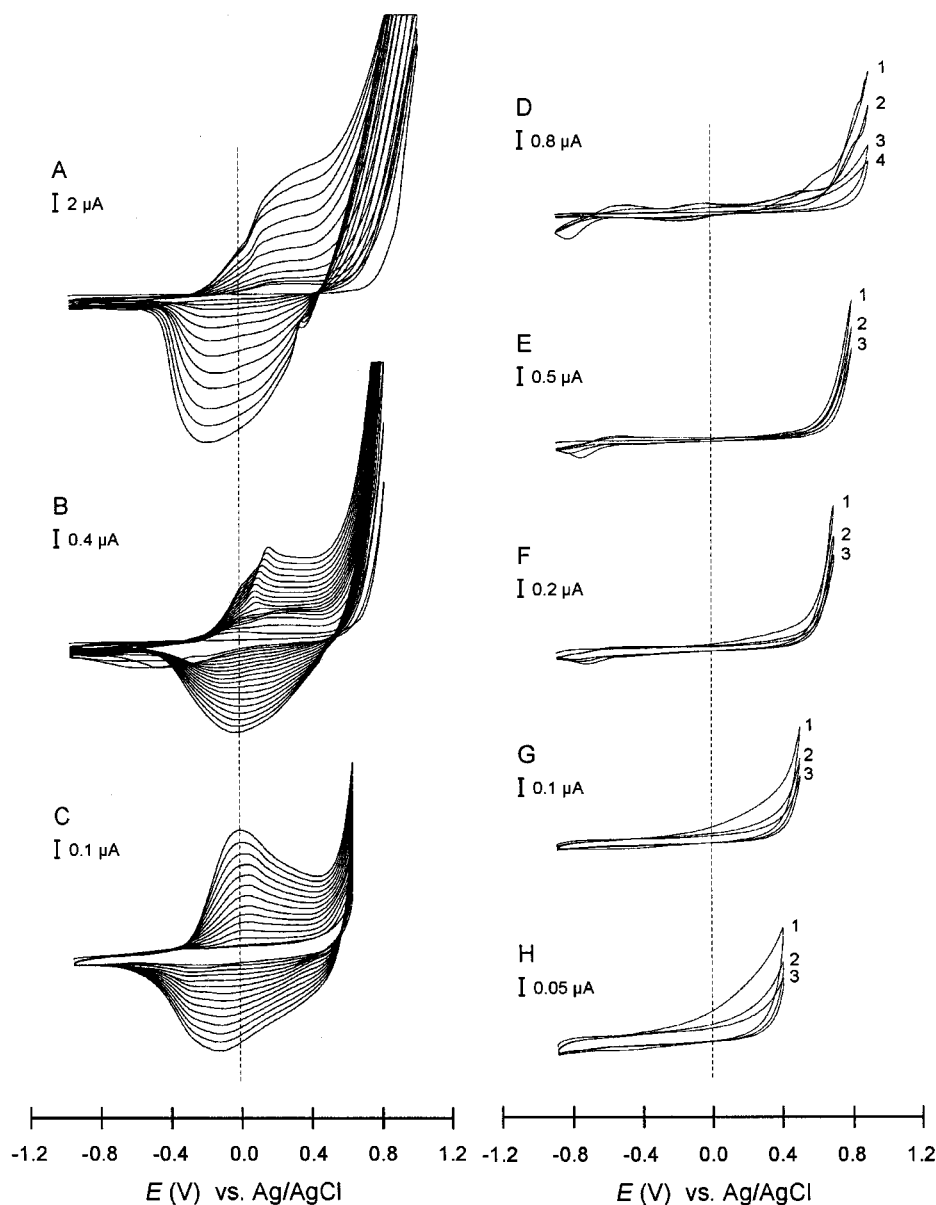 A
2 µA
B
0.4 µA
C
0.1 µA
-1.2 -0.8 -0.4 0.0 0.4 0.8 1.2
E (V) vs. Ag/AgCl
D
0.8 µA
1
2
3
4
E
0.5 µA
1
2
3
F
0.2 µA
1
2
3
G
0.1 µA
1
2
3
H
0.05 µA
1
2
3
-1.2 -0.8 -0.4 0.0 0.4 0.8 1.2
E (V) vs. Ag/AgCl